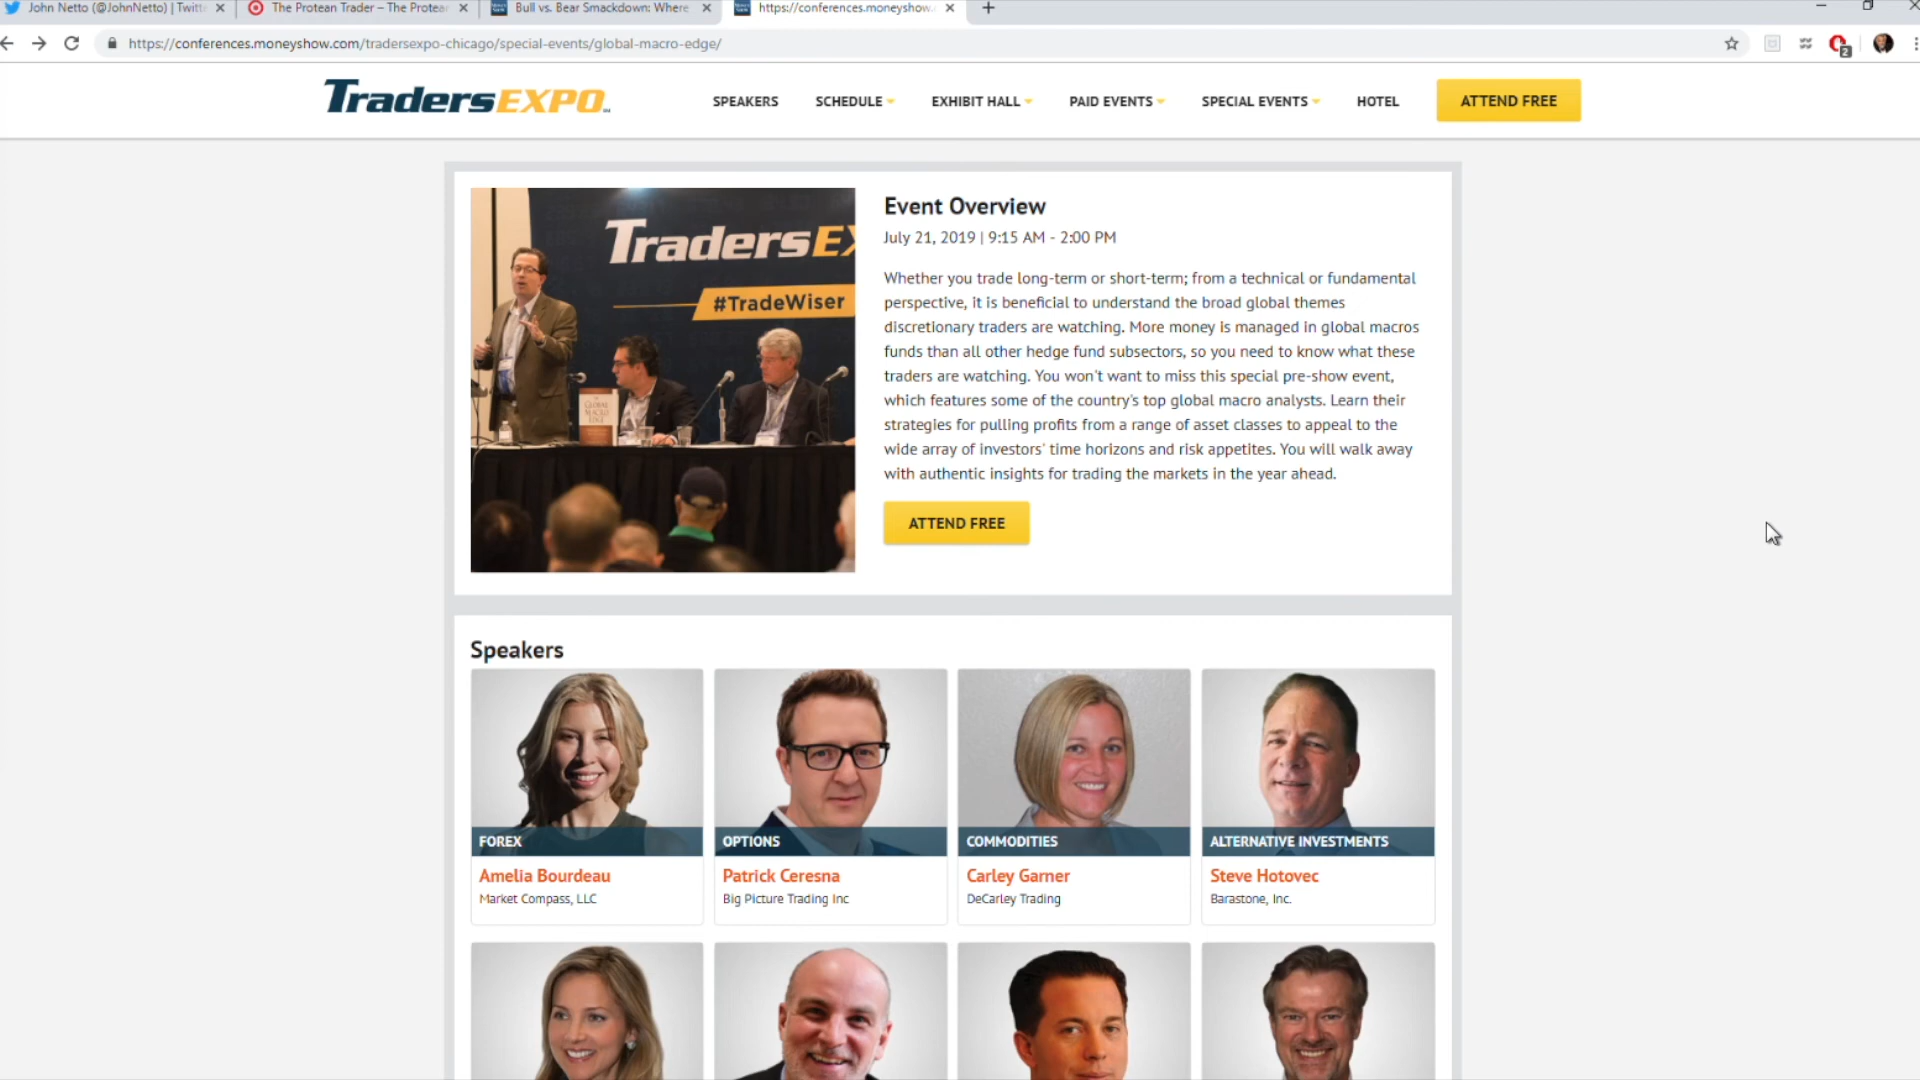 John Netto (@JohnNetto) | Twitt
The Protean Trader – The Protea
Bull vs. Bear Smackdown: Where
https://conferences.moneyshow.
https://conferences.moneyshow.com/tradersexpo-chicago/special-events/global-macro-edge/
2
TradersEXPO
SPEAKERS
SCHEDULE
EXHIBIT HALL
PAID EVENTS
SPECIAL EVENTS
HOTEL
ATTEND FREE
TradersEX
#TradeWiser
GLOBAL
MACRO
EDGE
Event Overview
July 21, 2019 | 9:15 AM - 2:00 PM
Whether you trade long-term or short-term; from a technical or fundamental
perspective, it is beneficial to understand the broad global themes
discretionary traders are watching. More money is managed in global macros
funds than all other hedge fund subsectors, so you need to know what these
traders are watching. You won't want to miss this special pre-show event,
which features some of the country's top global macro analysts. Learn their
strategies for pulling profits from a range of asset classes to appeal to the
wide array of investors' time horizons and risk appetites. You will walk away
with authentic insights for trading the markets in the year ahead.
ATTEND FREE
Speakers
FOREX
Amelia Bourdeau
Market Compass, LLC
OPTIONS
Patrick Ceresna
Big Picture Trading Inc
COMMODITIES
Carley Garner
DeCarley Trading
ALTERNATIVE INVESTMENTS
Steve Hotovec
Barastone, Inc.